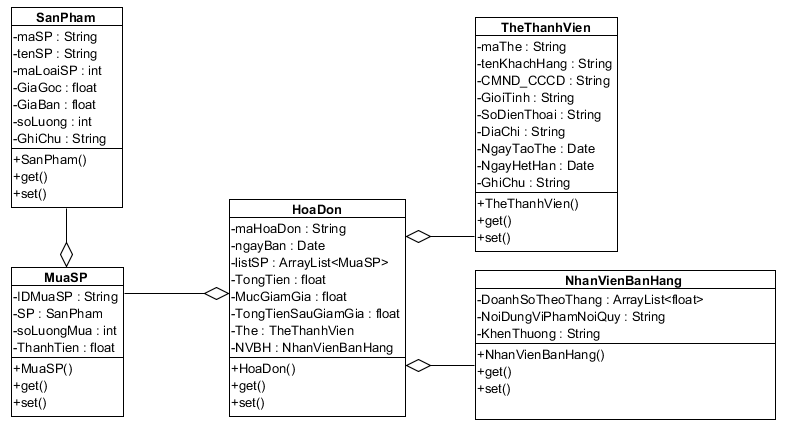 SanPham
-maSP : String
-tenSP : String
-maLoaiSP : int
-GiaGoc : float
-GiaBan : float
-soLuong : int
-GhiChu : String
+SanPham()
+get()
+set()
TheThanhVien
-maThe : String
-tenKhachHang : String
-CMND_CCCD : String
-GioiTinh : String
-SoDienThoai : String
-DiaChi : String
-NgayTaoThe : Date
-NgayHetHan : Date
-GhiChu : String
+TheThanhVien()
+get()
+set()
HoaDon
-maHoaDon : String
-ngayBan : Date
-listSP : ArrayList<MuaSP>
-TongTien : float
-MucGiamGia : float
-TongTienSauGiamGia : float
-The : TheThanhVien
-NVBH : NhanVienBanHang
+HoaDon()
+get()
+set()
MuaSP
-IDMuaSP : String
-SP : SanPham
-soLuongMua : int
-ThanhTien : float
+MuaSP()
+get()
+set()
NhanVienBanHang
-DoanhSoTheoThang : ArrayList<float>
-NoiDungViPhamNoiQuy : String
-KhenThuong : String
+NhanVienBanHang()
+get()
+set()